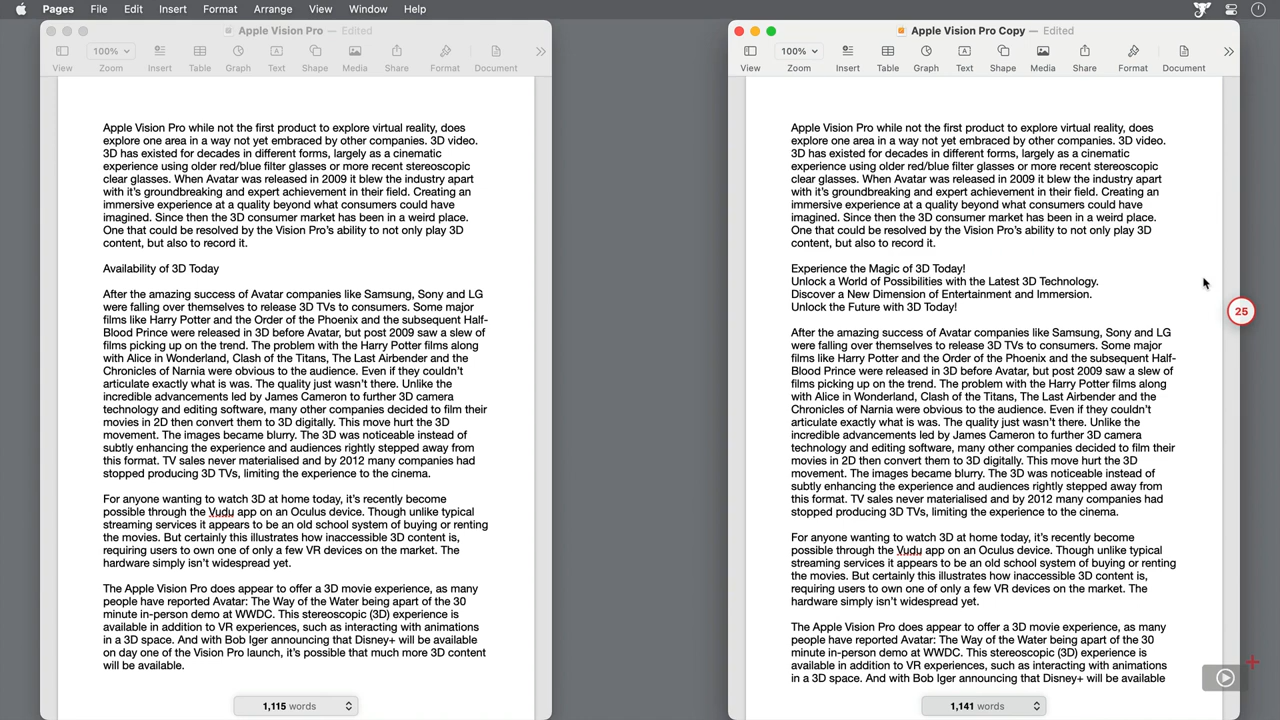 Pages File Edit Insert Format Arrange View Window Help
Apple Vision Pro — Edited
View Zoom Insert Table Graph Text Shape Media Share Format Document
100%
Apple Vision Pro while not the first product to explore virtual reality, does
explore one area in a way not yet embraced by other companies. 3D video.
3D has existed for decades in different forms, largely as a cinematic
experience using older red/blue filter glasses or more recent stereoscopic
clear glasses. When Avatar was released in 2009 it blew the industry apart
with it's groundbreaking and expert achievement in their field. Creating an
immersive experience at a quality beyond what consumers could have
imagined. Since then the 3D consumer market has been in a weird place.
One that could be resolved by the Vision Pro's ability to not only play 3D
content, but also to record it.
Availability of 3D Today
After the amazing success of Avatar companies like Samsung, Sony and LG
were falling over themselves to release 3D TVs to consumers. Some major
films like Harry Potter and the Order of the Phoenix and the subsequent Half-
Blood Prince were released in 3D before Avatar, but post 2009 saw a slew of
films picking up on the trend. The problem with the Harry Potter films along
with Alice in Wonderland, Clash of the Titans, The Last Airbender and the
Chronicles of Narnia were obvious to the audience. Even if they couldn't
articulate exactly what is was. The quality just wasn't there. Unlike the
incredible advancements led by James Cameron to further 3D camera
technology and editing software, many other companies decided to film their
movies in 2D then convert them to 3D digitally. This move hurt the 3D
movement. The images became blurry. The 3D was noticeable instead of
subtly enhancing the experience and audiences rightly stepped away from
this format. TV sales never materialised and by 2012 many companies had
stopped producing 3D TVs, limiting the experience to the cinema.
For anyone wanting to watch 3D at home today, it's recently become
possible through the Vudu app on an Oculus device. Though unlike typical
streaming services it appears to be an old school system of buying or renting
the movies. But certainly this illustrates how inaccessible 3D content is,
requiring users to own one of only a few VR devices on the market. The
hardware simply isn't widespread yet.
The Apple Vision Pro does appear to offer a 3D movie experience, as many
people have reported Avatar: The Way of the Water being apart of the 30
minute in-person demo at WWDC. This stereoscopic (3D) experience is
available in addition to VR experiences, such as interacting with animations
in a 3D space. And with Bob Iger announcing that Disney+ will be available
on day one of the Vision Pro launch, it's possible that much more 3D content
will be available.
1,115 words
Apple Vision Pro Copy — Edited
100%
View Zoom Insert Table Graph Text Shape Media Share Format Document
Apple Vision Pro while not the first product to explore virtual reality, does
explore one area in a way not yet embraced by other companies. 3D video.
3D has existed for decades in different forms, largely as a cinematic
experience using older red/blue filter glasses or more recent stereoscopic
clear glasses. When Avatar was released in 2009 it blew the industry apart
with it's groundbreaking and expert achievement in their field. Creating an
immersive experience at a quality beyond what consumers could have
imagined. Since then the 3D consumer market has been in a weird place.
One that could be resolved by the Vision Pro's ability to not only play 3D
content, but also to record it.
Experience the Magic of 3D Today!
Unlock a World of Possibilities with the Latest 3D Technology.
Discover a New Dimension of Entertainment and Immersion.
Unlock the Future with 3D Today!
After the amazing success of Avatar companies like Samsung, Sony and LG
were falling over themselves to release 3D TVs to consumers. Some major
films like Harry Potter and the Order of the Phoenix and the subsequent Half-
Blood Prince were released in 3D before Avatar, but post 2009 saw a slew of
films picking up on the trend. The problem with the Harry Potter films along
with Alice in Wonderland, Clash of the Titans, The Last Airbender and the
Chronicles of Narnia were obvious to the audience. Even if they couldn't
articulate exactly what is was. The quality just wasn't there. Unlike the
incredible advancements led by James Cameron to further 3D camera
technology and editing software, many other companies decided to film their
movies in 2D then convert them to 3D digitally. This move hurt the 3D
movement. The images became blurry. The 3D was noticeable instead of
subtly enhancing the experience and audiences rightly stepped away from
this format. TV sales never materialised and by 2012 many companies had
stopped producing 3D TVs, limiting the experience to the cinema.
For anyone wanting to watch 3D at home today, it's recently become
possible through the Vudu app on an Oculus device. Though unlike typical
streaming services it appears to be an old school system of buying or renting
the movies. But certainly this illustrates how inaccessible 3D content is,
requiring users to own one of only a few VR devices on the market. The
hardware simply isn't widespread yet.
The Apple Vision Pro does appear to offer a 3D movie experience, as many
people have reported Avatar: The Way of the Water being apart of the 30
minute in-person demo at WWDC. This stereoscopic (3D) experience is
available in addition to VR experiences, such as interacting with animations
in a 3D space. And with Bob Iger announcing that Disney+ will be available
1,141 words
25